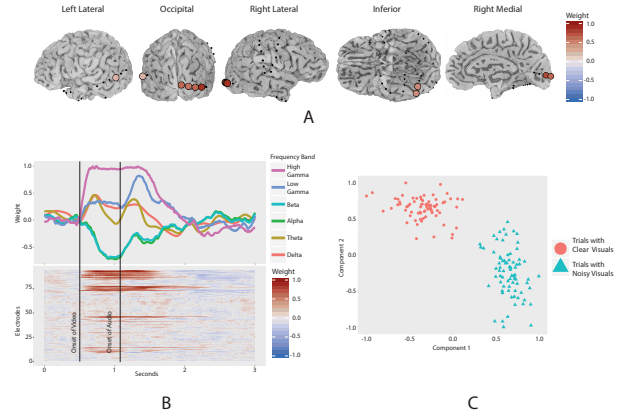 Left Lateral
Occipital
Right Lateral
Inferior
Right Medial
Weight
1.0
0.5
0.0
-0.5
-1.0
A
High Gamma
Low Gamma
Beta
Alpha
Theta
Delta
Frequency Band
Weight
1.0
0.5
0.0
-0.5
Electrodes
75
50
25
0
Onset of Video
Onset of Audio
0
1
2
3
Seconds
Weight
1.0
0.5
0.0
-0.5
-1.0
B
Component 2
1.0
0.5
0.0
-0.5
-1.0
-1.0
-0.5
0.0
0.5
1.0
Component 1
Trials with
Clear Visuals
Trials with
Noisy Visuals
C